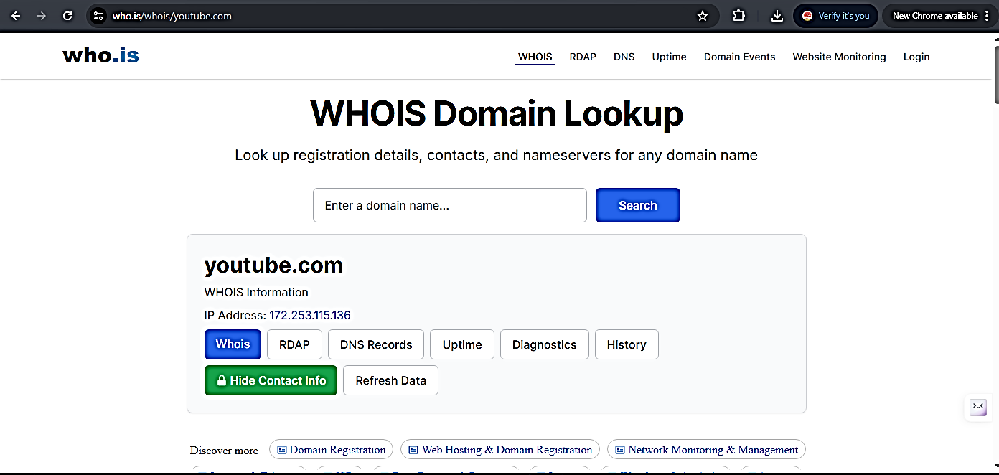 who.is/whois/youtube.com
Verify it's you
New Chrome available
who.is
WHOIS
RDAP
DNS
Uptime
Domain Events
Website Monitoring
Login
WHOIS Domain Lookup
Look up registration details, contacts, and nameservers for any domain name
Enter a domain name...
Search
youtube.com
WHOIS Information
IP Address: 172.253.115.136
Whois
RDAP
DNS Records
Uptime
Diagnostics
History
Hide Contact Info
Refresh Data
Discover more
Domain Registration
Web Hosting & Domain Registration
Network Monitoring & Management